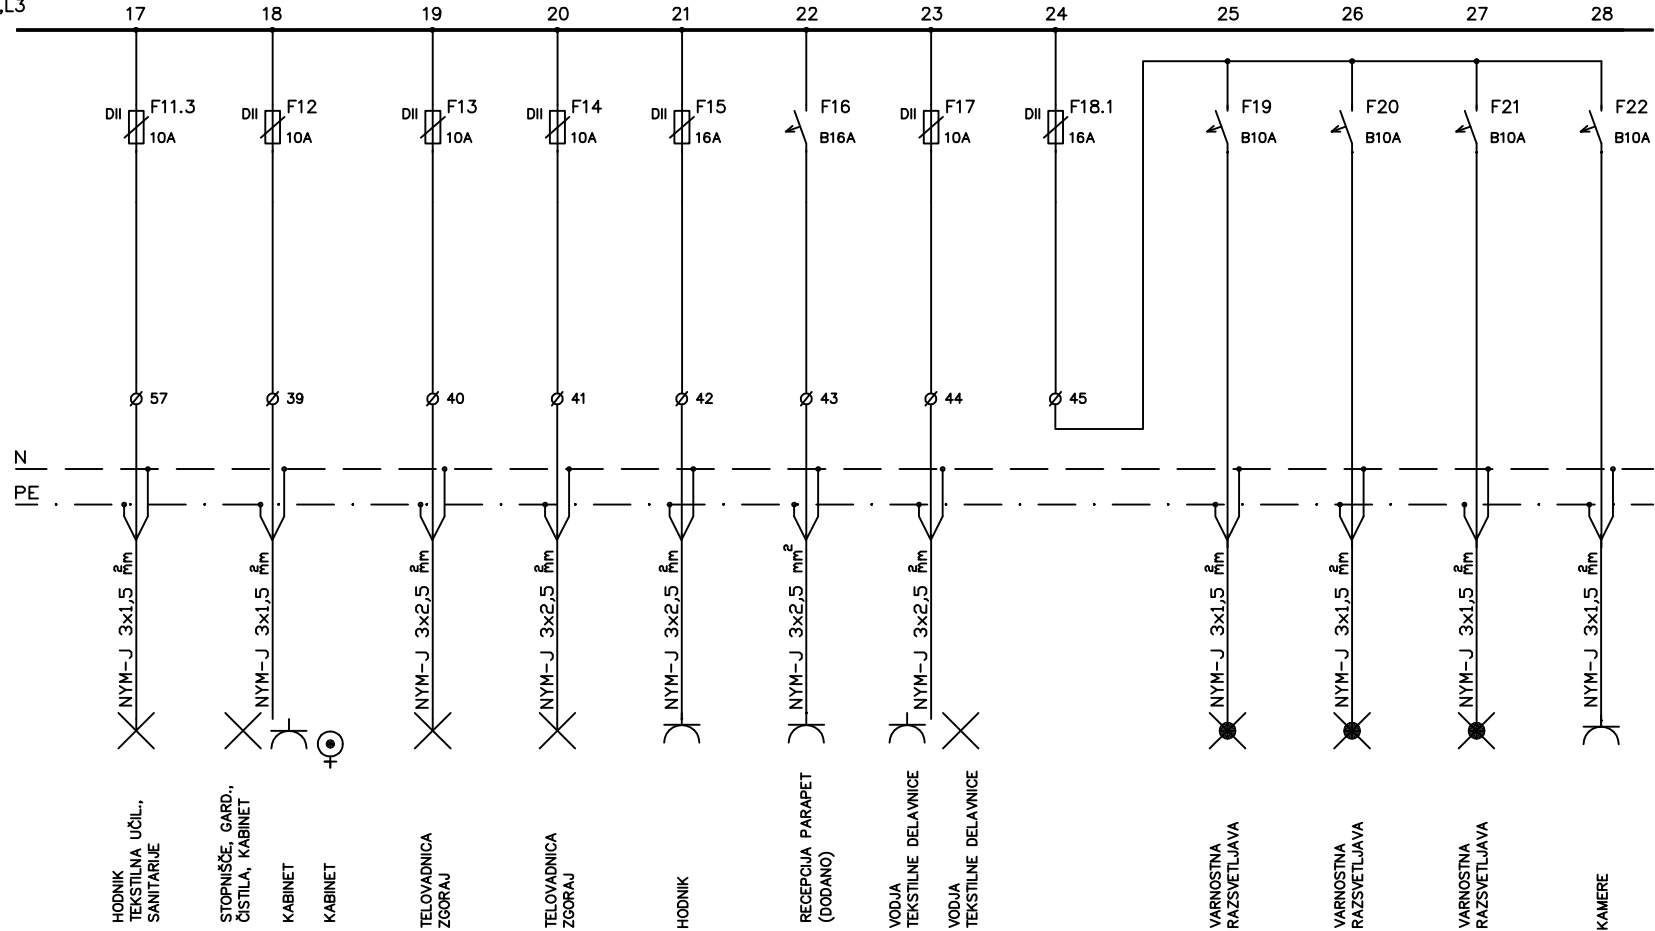 ,L3
17 18 19 20 21 22 23 24 25 26 27 28
DII F11.3 DII F12 DII F13 DII F14 DII F15 F16 DII F17 DII F18.1 F19 F20 F21 F22
10A 10A 10A 10A 16A B16A 10A 16A B10A B10A B10A B10A
57 39 40 41 42 43 44 45
N
PE
NYM-J 3x1,5 mm²
NYM-J 3x1,5 mm²
NYM-J 3x2,5 mm²
NYM-J 3x2,5 mm²
NYM-J 3x2,5 mm²
NYM-J 3x2,5 mm²
NYM-J 3x2,5 mm²
NYM-J 3x1,5 mm²
NYM-J 3x1,5 mm²
NYM-J 3x1,5 mm²
NYM-J 3x1,5 mm²
HODNIK
TEKSTILNA UČIL.,
SANITARIJE
STOPNIŠČE, GARD.,
ČISTILA, KABINET
KABINET
KABINET
TELOVADNICA
ZGORAJ
TELOVADNICA
ZGORAJ
HODNIK
RECEPCIJA PARAPET
(DODANO)
VODJA
TEKSTILNE DELAVNICE
VODJA
TEKSTILNE DELAVNICE
VARNOSTNA
RAZSVETLJAVA
VARNOSTNA
RAZSVETLJAVA
VARNOSTNA
RAZSVETLJAVA
KAMERE